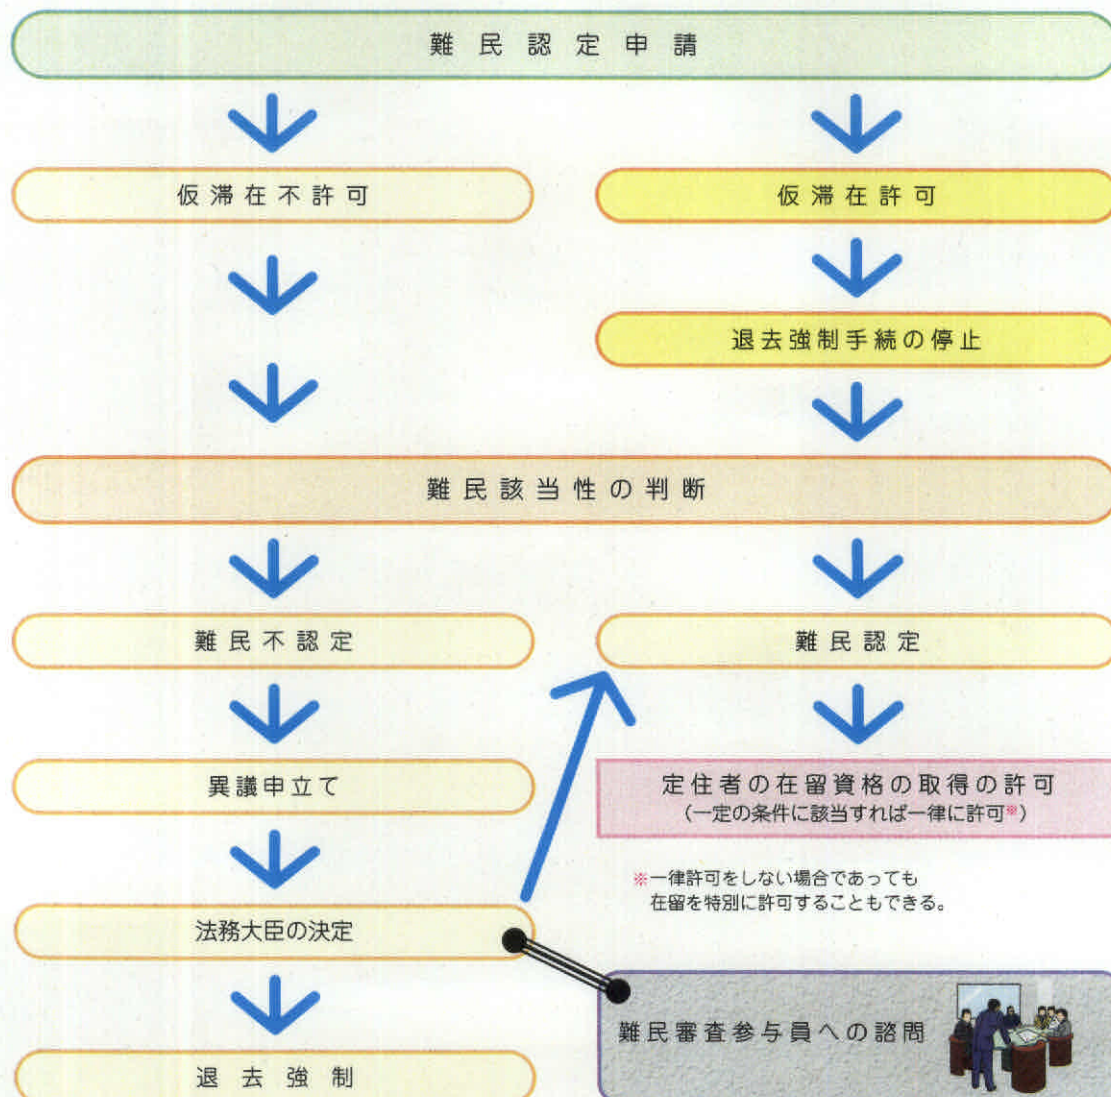 難民認定申請
仮滞在不許可
仮滞在許可
退去強制手続の停止
難民該当性の判断
難民不認定
難民認定
異議申立て
定住者の在留資格の取得の許可
（一定の条件に該当すれば一律に許可※）
※一律許可をしない場合であっても
在留を特別に許可することもできる。
法務大臣の決定
難民審査参与員への諮問
退去強制